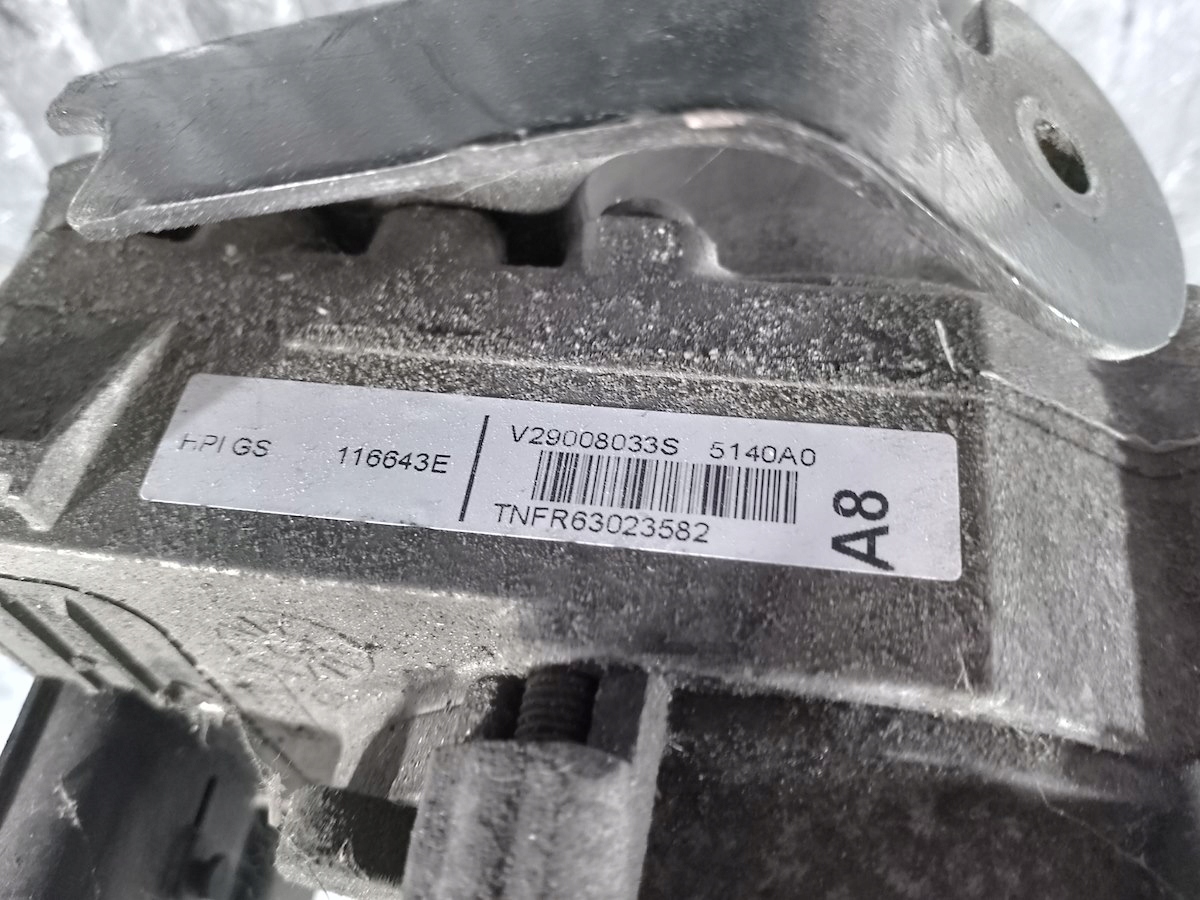 HPI GS 116643E
V29008033S 5140A0
TNFR63023582
A8